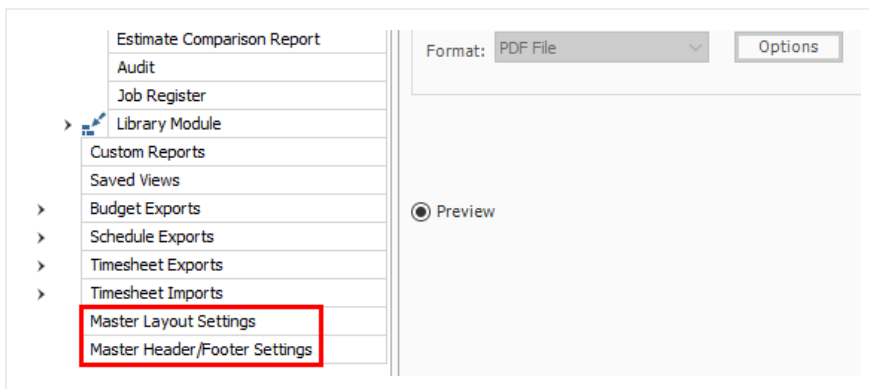 Estimate Comparison Report
Audit
Job Register
Library Module
Custom Reports
Saved Views
Budget Exports
Schedule Exports
Timesheet Exports
Timesheet Imports
Master Layout Settings
Master Header/Footer Settings
Format: PDF File Options
Preview